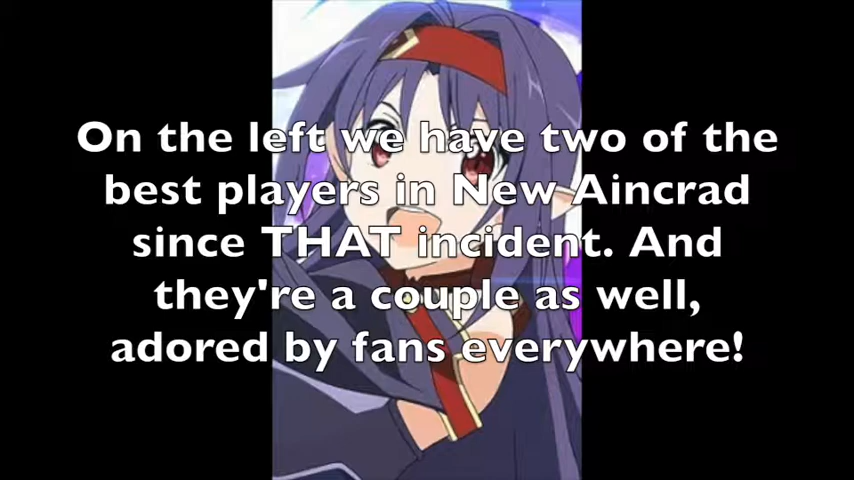 On the left we have two of the
best players in New Aincrad
since THAT incident. And
they're a couple as well,
adored by fans everywhere!